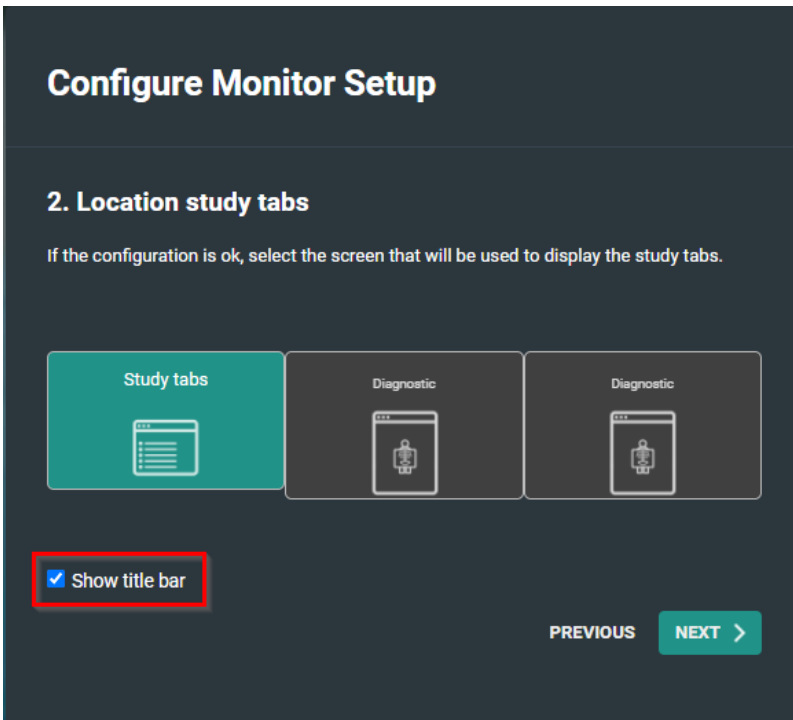 Configure Monitor Setup
2. Location study tabs
If the configuration is ok, select the screen that will be used to display the study tabs.
Study tabs
Diagnostic
Diagnostic
Show title bar
PREVIOUS
NEXT